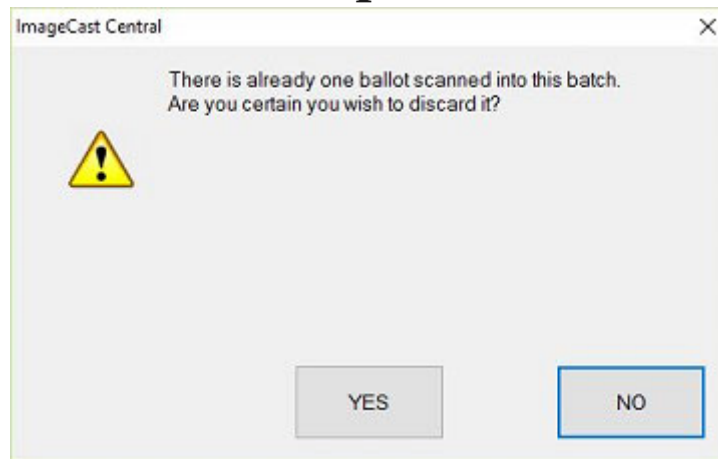 ImageCast Central
There is already one ballot scanned into this batch.
Are you certain you wish to discard it?
YES
NO